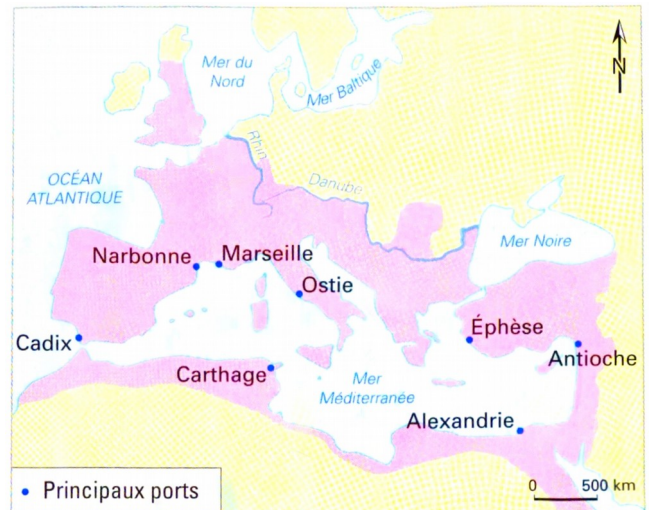 Mer du
Nord
Mer Baltique
N
Rhin
OCÉAN
ATLANTIQUE
Danube
Mer Noire
Narbonne
Marseille
Ostie
Cadix
Éphèse
Antioche
Carthage
Mer
Méditerranée
Alexandrie
Principaux ports
0 500 km